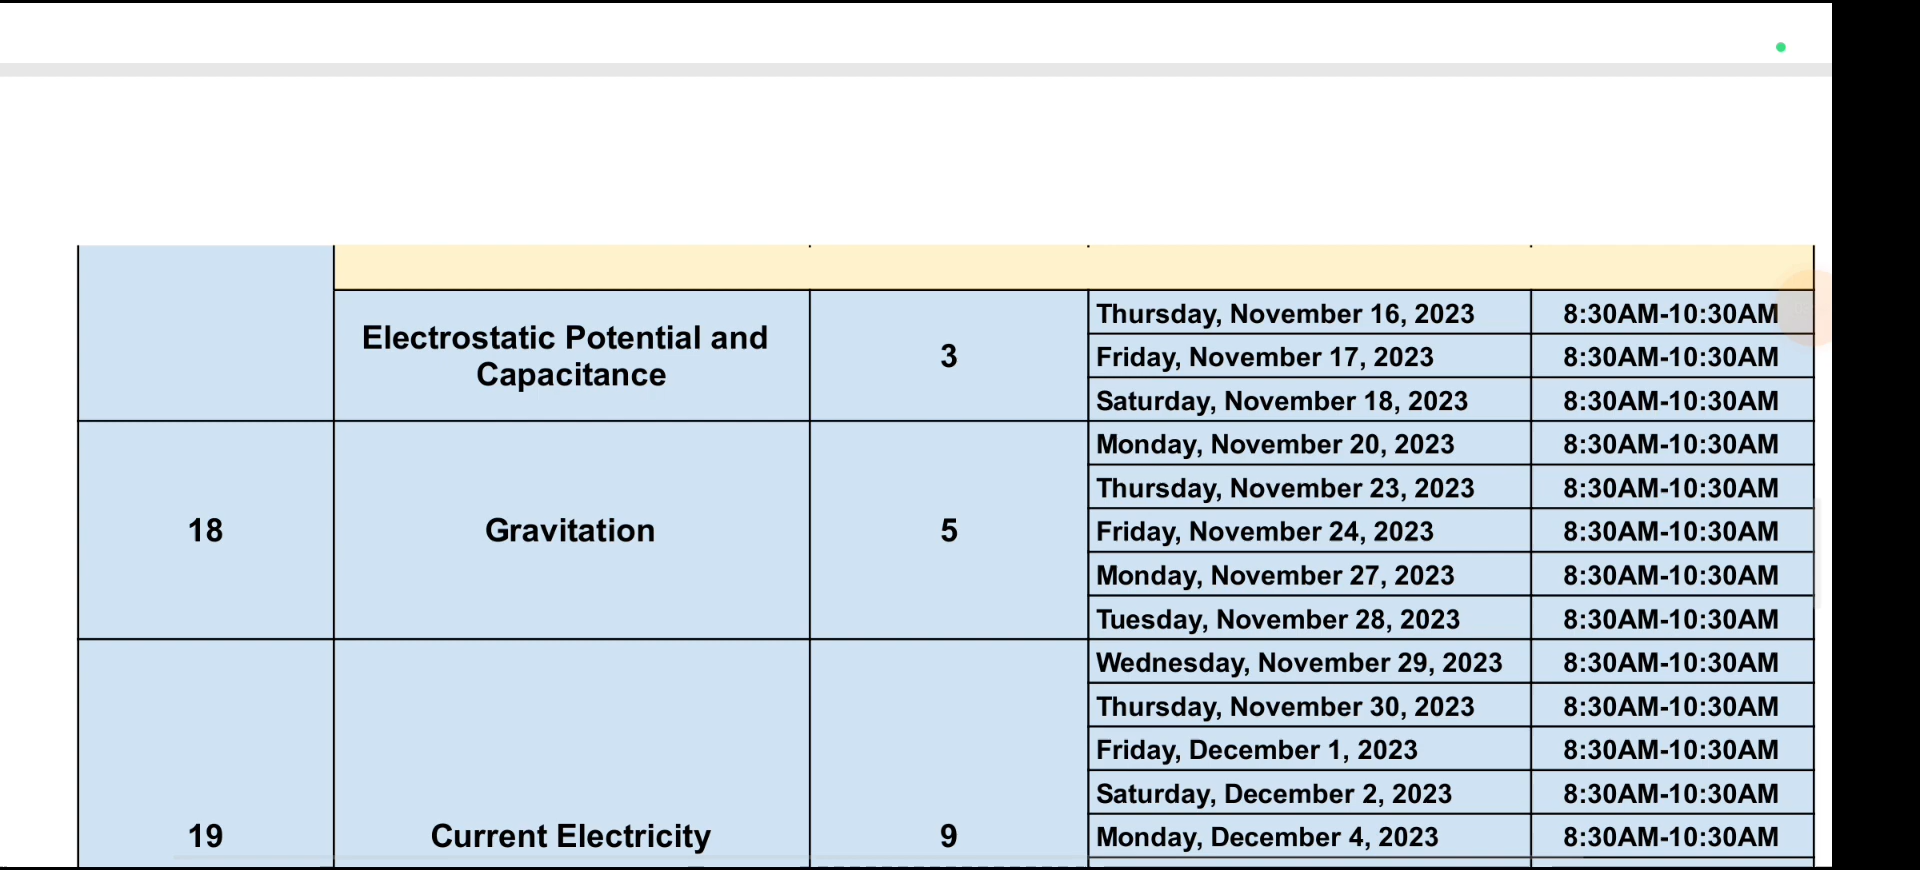 Electrostatic Potential and
Capacitance
3
Thursday, November 16, 2023 8:30AM-10:30AM
Friday, November 17, 2023 8:30AM-10:30AM
Saturday, November 18, 2023 8:30AM-10:30AM
18 Gravitation 5
Monday, November 20, 2023 8:30AM-10:30AM
Thursday, November 23, 2023 8:30AM-10:30AM
Friday, November 24, 2023 8:30AM-10:30AM
Monday, November 27, 2023 8:30AM-10:30AM
Tuesday, November 28, 2023 8:30AM-10:30AM
19 Current Electricity 9
Wednesday, November 29, 2023 8:30AM-10:30AM
Thursday, November 30, 2023 8:30AM-10:30AM
Friday, December 1, 2023 8:30AM-10:30AM
Saturday, December 2, 2023 8:30AM-10:30AM
Monday, December 4, 2023 8:30AM-10:30AM